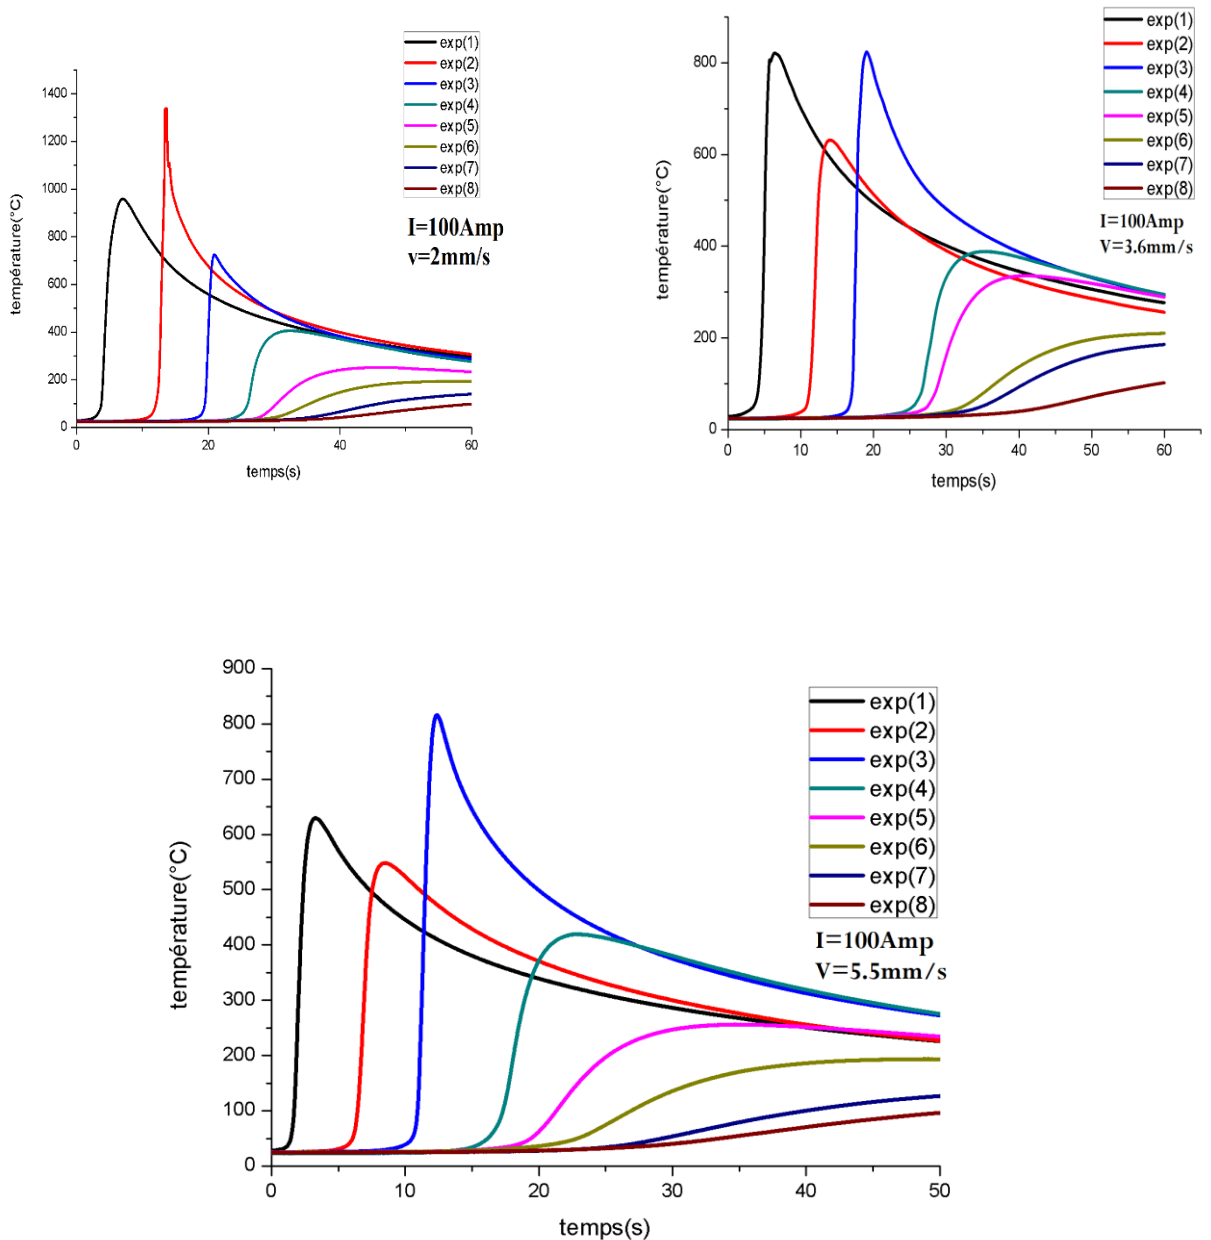 exp(1)
exp(2)
exp(3)
exp(4)
exp(5)
exp(6)
exp(7)
exp(8)
I=100Amp
v=2mm/s
1400
1200
1000
800
600
400
200
0
température(°C)
0 20 40 60
temps(s)
exp(1)
exp(2)
exp(3)
exp(4)
exp(5)
exp(6)
exp(7)
exp(8)
I=100Amp
V=3.6mm/s
800
600
400
200
0
température(°C)
0 10 20 30 40 50 60
temps(s)
exp(1)
exp(2)
exp(3)
exp(4)
exp(5)
exp(6)
exp(7)
exp(8)
I=100Amp
V=5.5mm/s
900
800
700
600
500
400
300
200
100
0
température(°C)
0 10 20 30 40 50
temps(s)